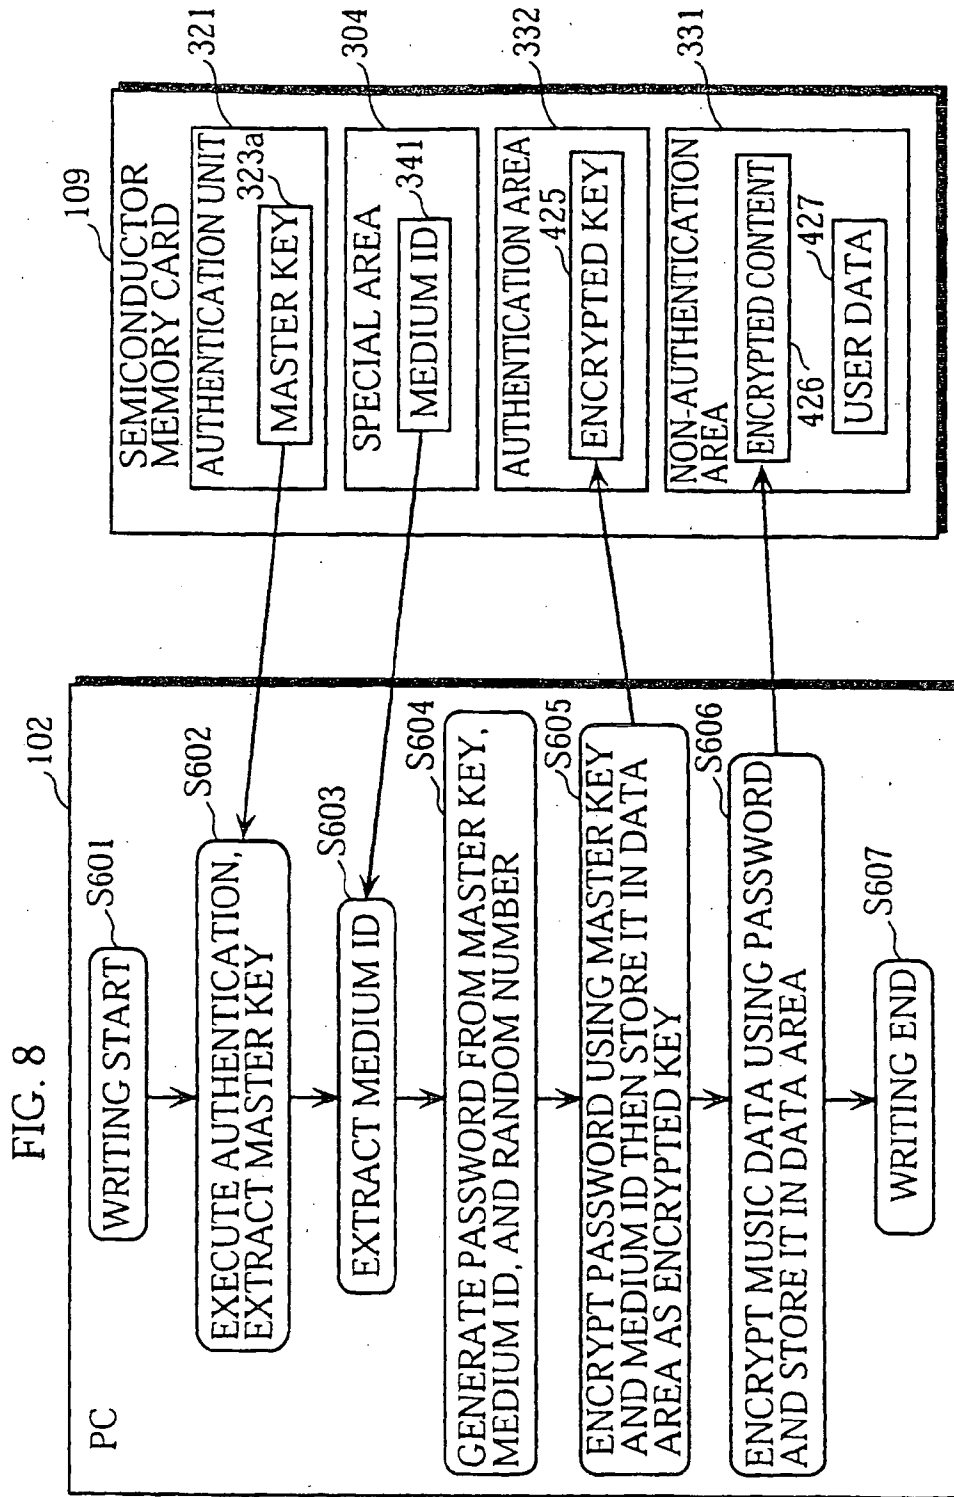 FIG. 8
PC
102
WRITING START
S601
EXECUTE AUTHENTICATION,
EXTRACT MASTER KEY
S602
EXTRACT MEDIUM ID
S603
GENERATE PASSWORD FROM MASTER KEY,
MEDIUM ID, AND RANDOM NUMBER
S604
ENCRYPT PASSWORD USING MASTER KEY
AND MEDIUM ID THEN STORE IT IN DATA
AREA AS ENCRYPTED KEY
S605
ENCRYPT MUSIC DATA USING PASSWORD
AND STORE IT IN DATA AREA
S606
WRITING END
S607
109
SEMICONDUCTOR
MEMORY CARD
321
AUTHENTICATION UNIT
323a
MASTER KEY
304
SPECIAL AREA
341
MEDIUM ID
332
AUTHENTICATION AREA
425
ENCRYPTED KEY
331
NON-AUTHENTICATION
AREA
ENCRYPTED CONTENT
426
427
USER DATA